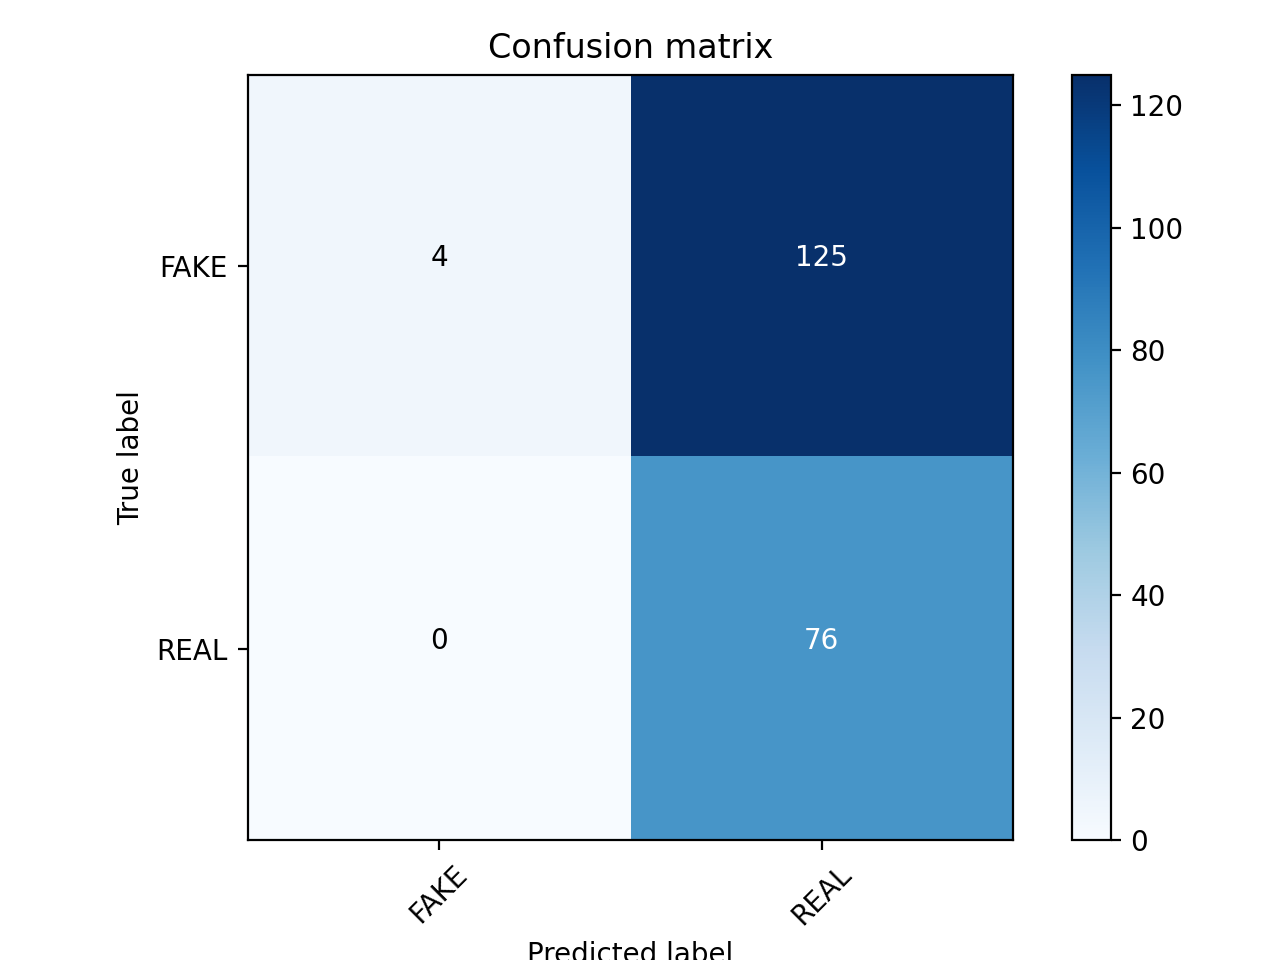 Confusion matrix
FAKE 4 125
REAL 0 76
FAKE REAL
True label
Predicted label
120
100
80
60
40
20
0